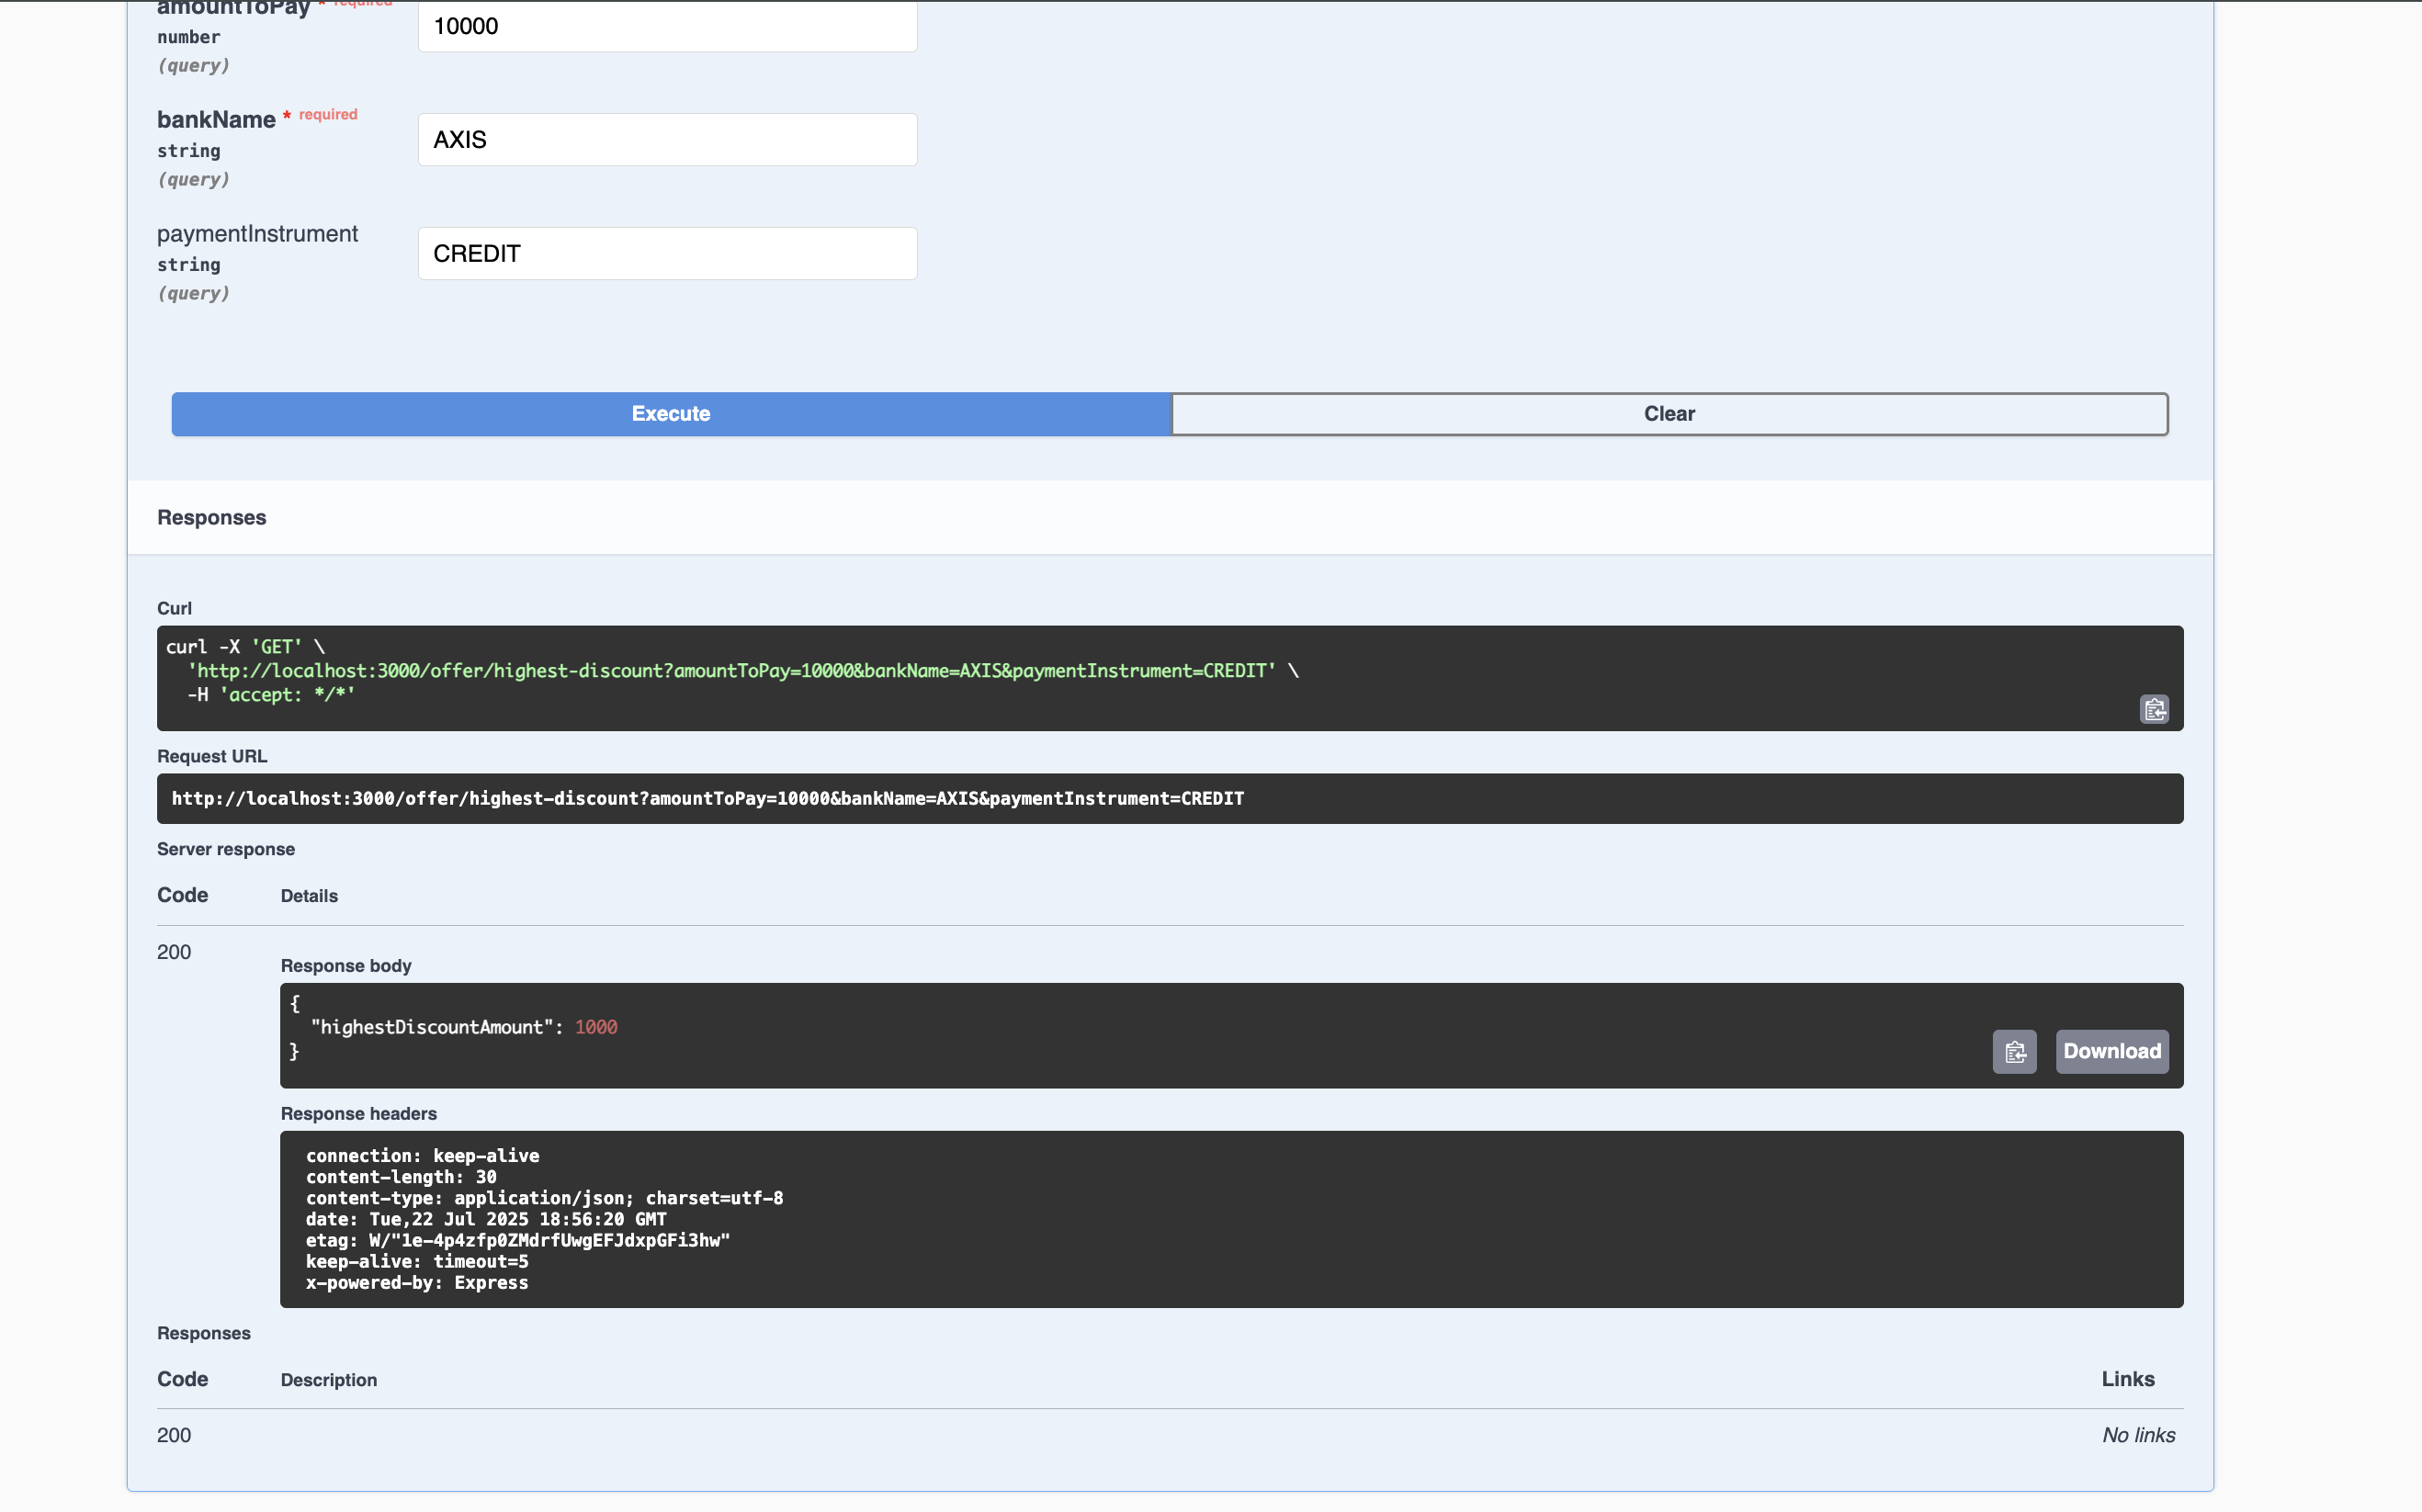 amountToPay * required
number
(query)
10000
bankName * required
string
(query)
AXIS
paymentInstrument
string
(query)
CREDIT
Execute
Clear
Responses
Curl
curl -X 'GET' \
'http://localhost:3000/offer/highest-discount?amountToPay=10000&bankName=AXIS&paymentInstrument=CREDIT' \
-H 'accept: */*'
Request URL
http://localhost:3000/offer/highest-discount?amountToPay=10000&bankName=AXIS&paymentInstrument=CREDIT
Server response
Code Details
200
Response body
{
"highestDiscountAmount": 1000
}
Download
Response headers
connection: keep-alive
content-length: 30
content-type: application/json; charset=utf-8
date: Tue,22 Jul 2025 18:56:20 GMT
etag: W/"1e-4p4zfp0ZMdrfUwgEFJdxpGFi3hw"
keep-alive: timeout=5
x-powered-by: Express
Responses
Code Description Links
200 No links